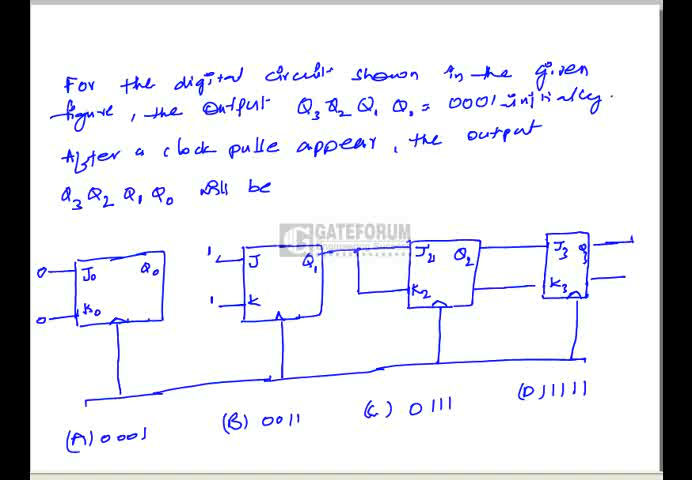 For the digital circuit shown in the given
figure, the output Q3 Q2 Q1 Q0 = 0001 initially.
After a clock pulse appear, the output
Q3 Q2 Q1 Q0 will be
GATEFORUM
0 J0 Q0 1 J Q1 J2 Q2 J3 Q3
0 K0 1 K K2 K3
(A) 0001 (B) 0011 (C) 0111 (D) 1111